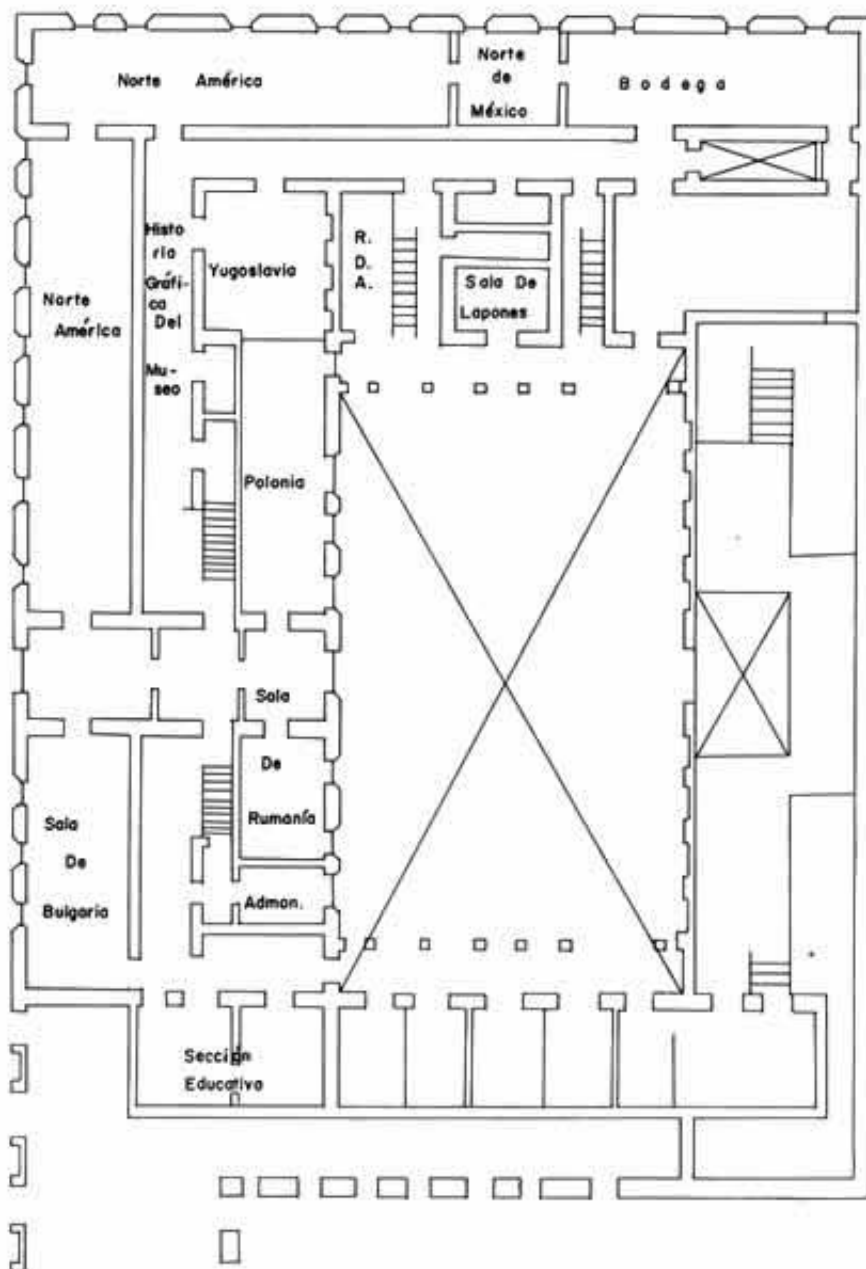 Norte América
Norte
de
México
Bodega
Histo
ria
Gráfi-
ca
Del
Mu-
seo
Yugoslavia
R.
D.
A.
Sala De
Lapones
Norte
América
Polonia
Sala
De
Rumanía
Sala
De
Bulgaria
Admon.
Sección
Educativa